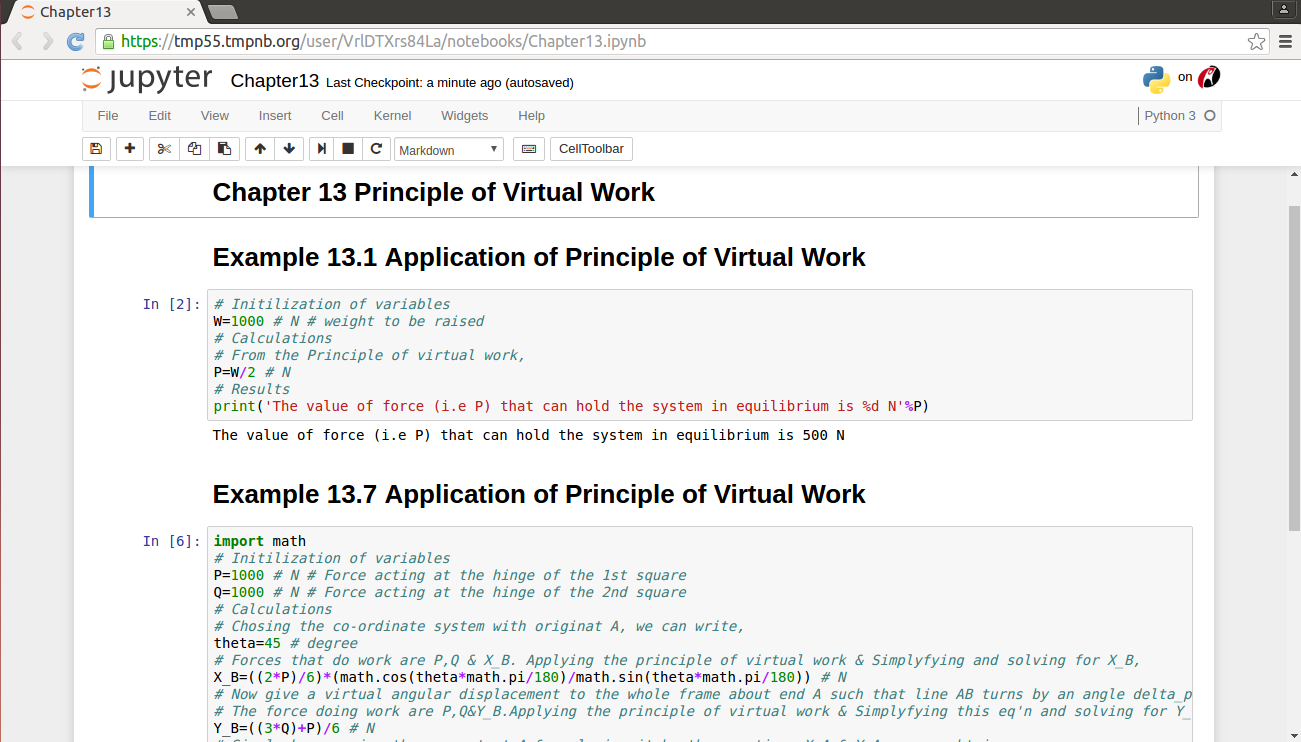 Chapter13
https://tmp55.tmpnb.org/user/VrlDTXrs84La/notebooks/Chapter13.ipynb
jupyter Chapter13 Last Checkpoint: a minute ago (autosaved) on
File Edit View Insert Cell Kernel Widgets Help Python 3
Markdown CellToolbar
Chapter 13 Principle of Virtual Work
Example 13.1 Application of Principle of Virtual Work
In [2]: # Initilization of variables
W=1000 # N # weight to be raised
# Calculations
# From the Principle of virtual work,
P=W/2 # N
# Results
print('The value of force (i.e P) that can hold the system in equilibrium is %d N'%P)
The value of force (i.e P) that can hold the system in equilibrium is 500 N
Example 13.7 Application of Principle of Virtual Work
In [6]: import math
# Initilization of variables
P=1000 # N # Force acting at the hinge of the 1st square
Q=1000 # N # Force acting at the hinge of the 2nd square
# Calculations
# Chosing the co-ordinate system with originat A, we can write,
theta=45 # degree
# Forces that do work are P,Q & X_B. Applying the principle of virtual work & Simplyfying and solving for X_B,
X_B=((2*P)/6)*(math.cos(theta*math.pi/180)/math.sin(theta*math.pi/180)) # N
# Now give a virtual angular displacement to the whole frame about end A such that line AB turns by an angle delta_p
# The force doing work are P,Q&Y_B.Applying the principle of virtual work & Simplyfying this eq'n and solving for Y_
Y_B=((3*Q)+P)/6 # N